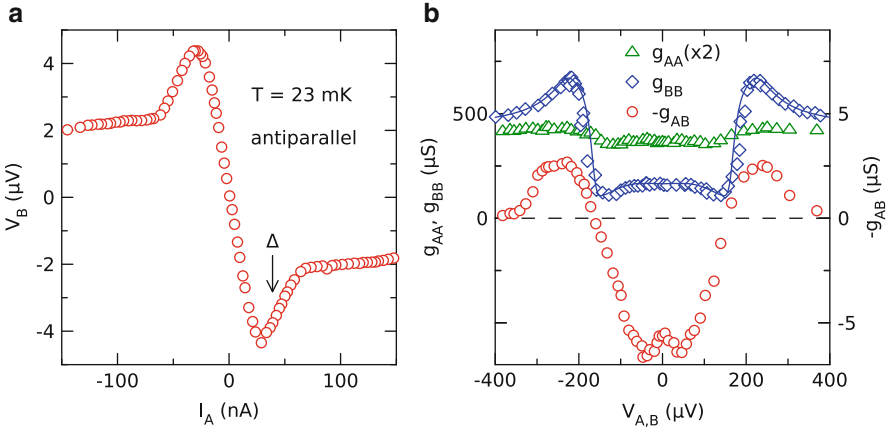 a
4
2
0
-2
-4
V_B (μV)
T = 23 mK
antiparallel
Δ
-100
0
100
I_A (nA)
b
500
0
g_AA, g_BB (μS)
g_AA(x2)
g_BB
-g_AB
5
0
-5
-g_AB (μS)
-400
-200
0
200
400
V_A,B (μV)